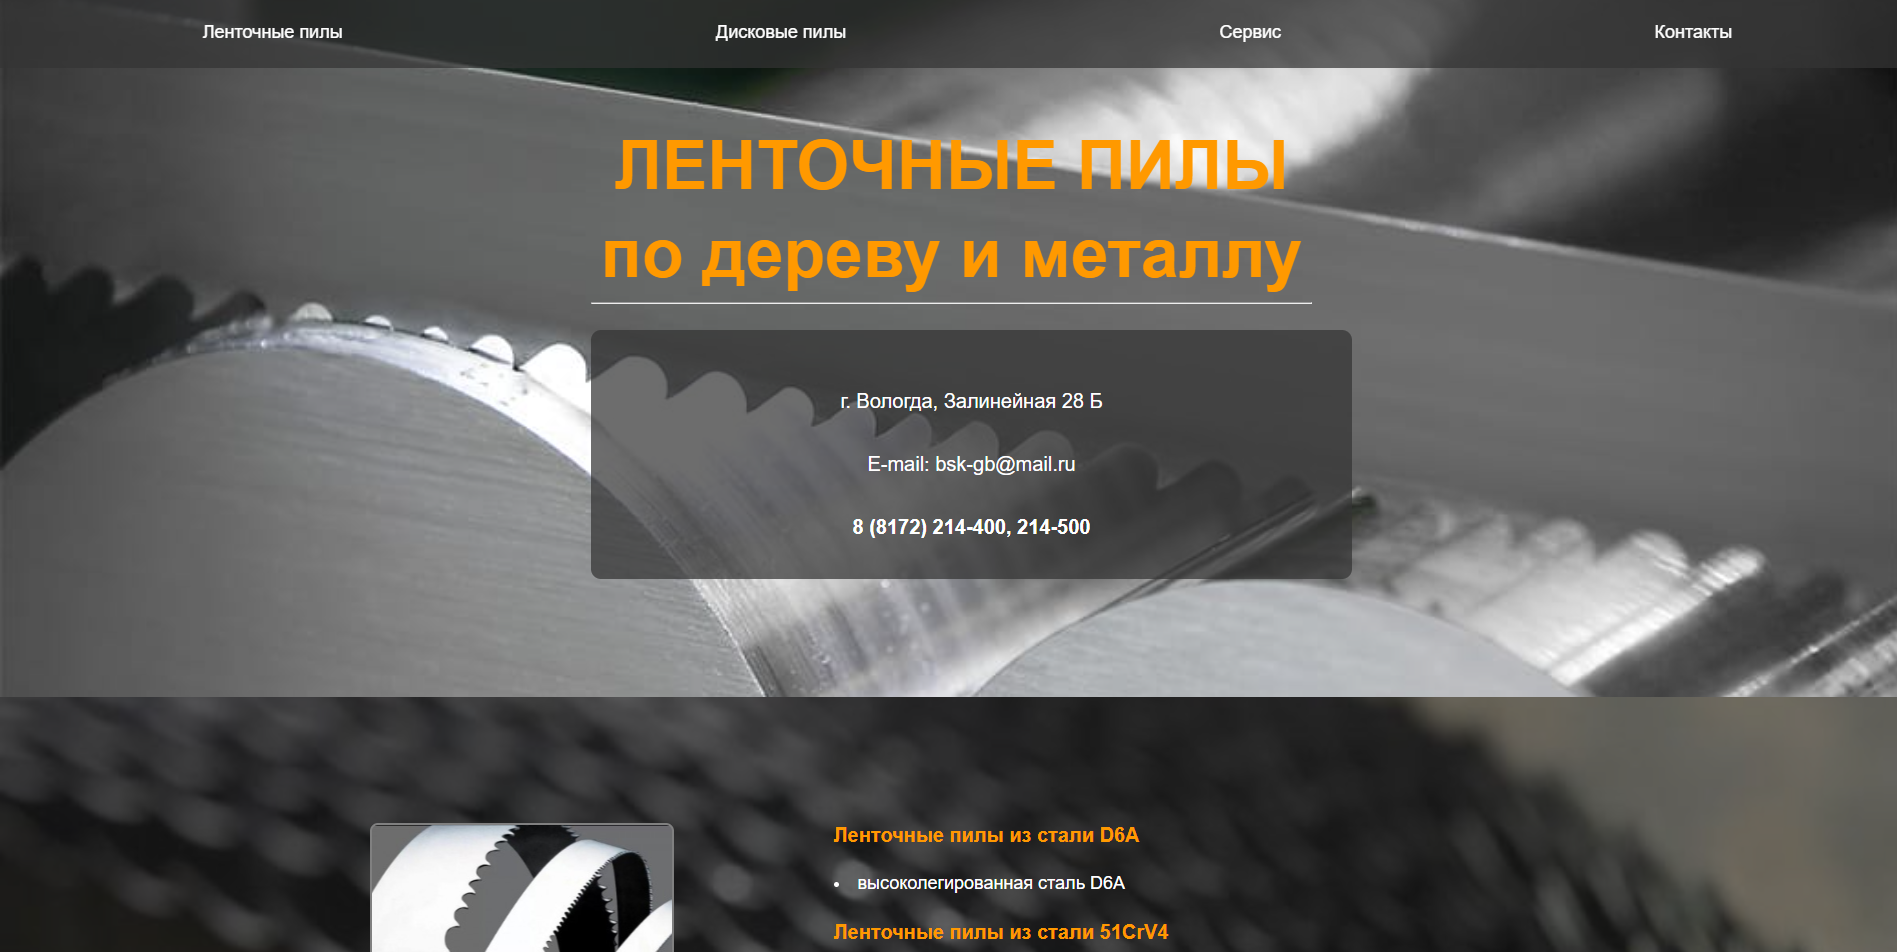 Ленточные пилы
Дисковые пилы
Сервис
Контакты
ЛЕНТОЧНЫЕ ПИЛЫ
по дереву и металлу
г. Вологда, Залинейная 28 Б
E-mail: bsk-gb@mail.ru
8 (8172) 214-400, 214-500
Ленточные пилы из стали D6A
• высоколегированная сталь D6A
Ленточные пилы из стали 51CrV4